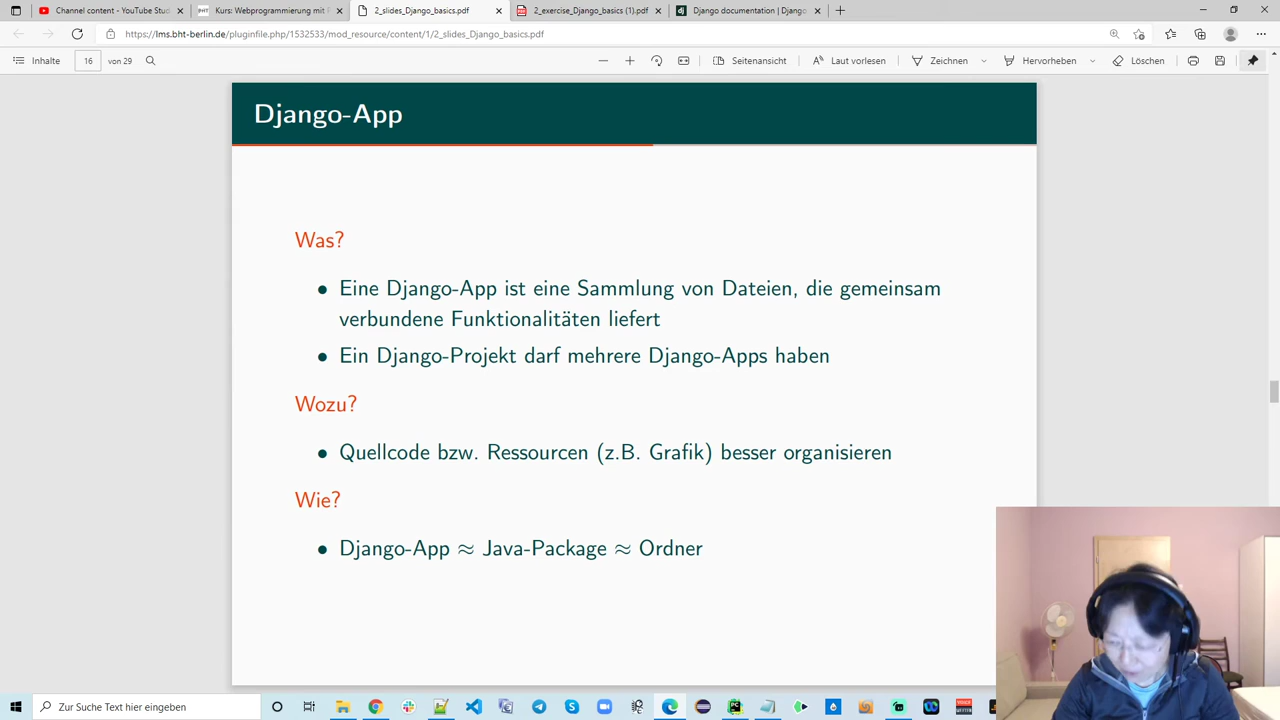 Channel content - YouTube Stud
Kurs: Webprogrammierung mit F
2_slides_Django_basics.pdf
2_exercise_Django_basics (1).pdf
Django documentation | Django
https://lms.bht-berlin.de/pluginfile.php/1532533/mod_resource/content/1/2_slides_Django_basics.pdf
Inhalte 16 von 29 Seitenansicht Laut vorlesen Zeichnen Hervorheben Löschen
Django-App
Was?
• Eine Django-App ist eine Sammlung von Dateien, die gemeinsam
verbundene Funktionalitäten liefert
• Ein Django-Projekt darf mehrere Django-Apps haben
Wozu?
• Quellcode bzw. Ressourcen (z.B. Grafik) besser organisieren
Wie?
• Django-App ≈ Java-Package ≈ Ordner
Zur Suche Text hier eingeben